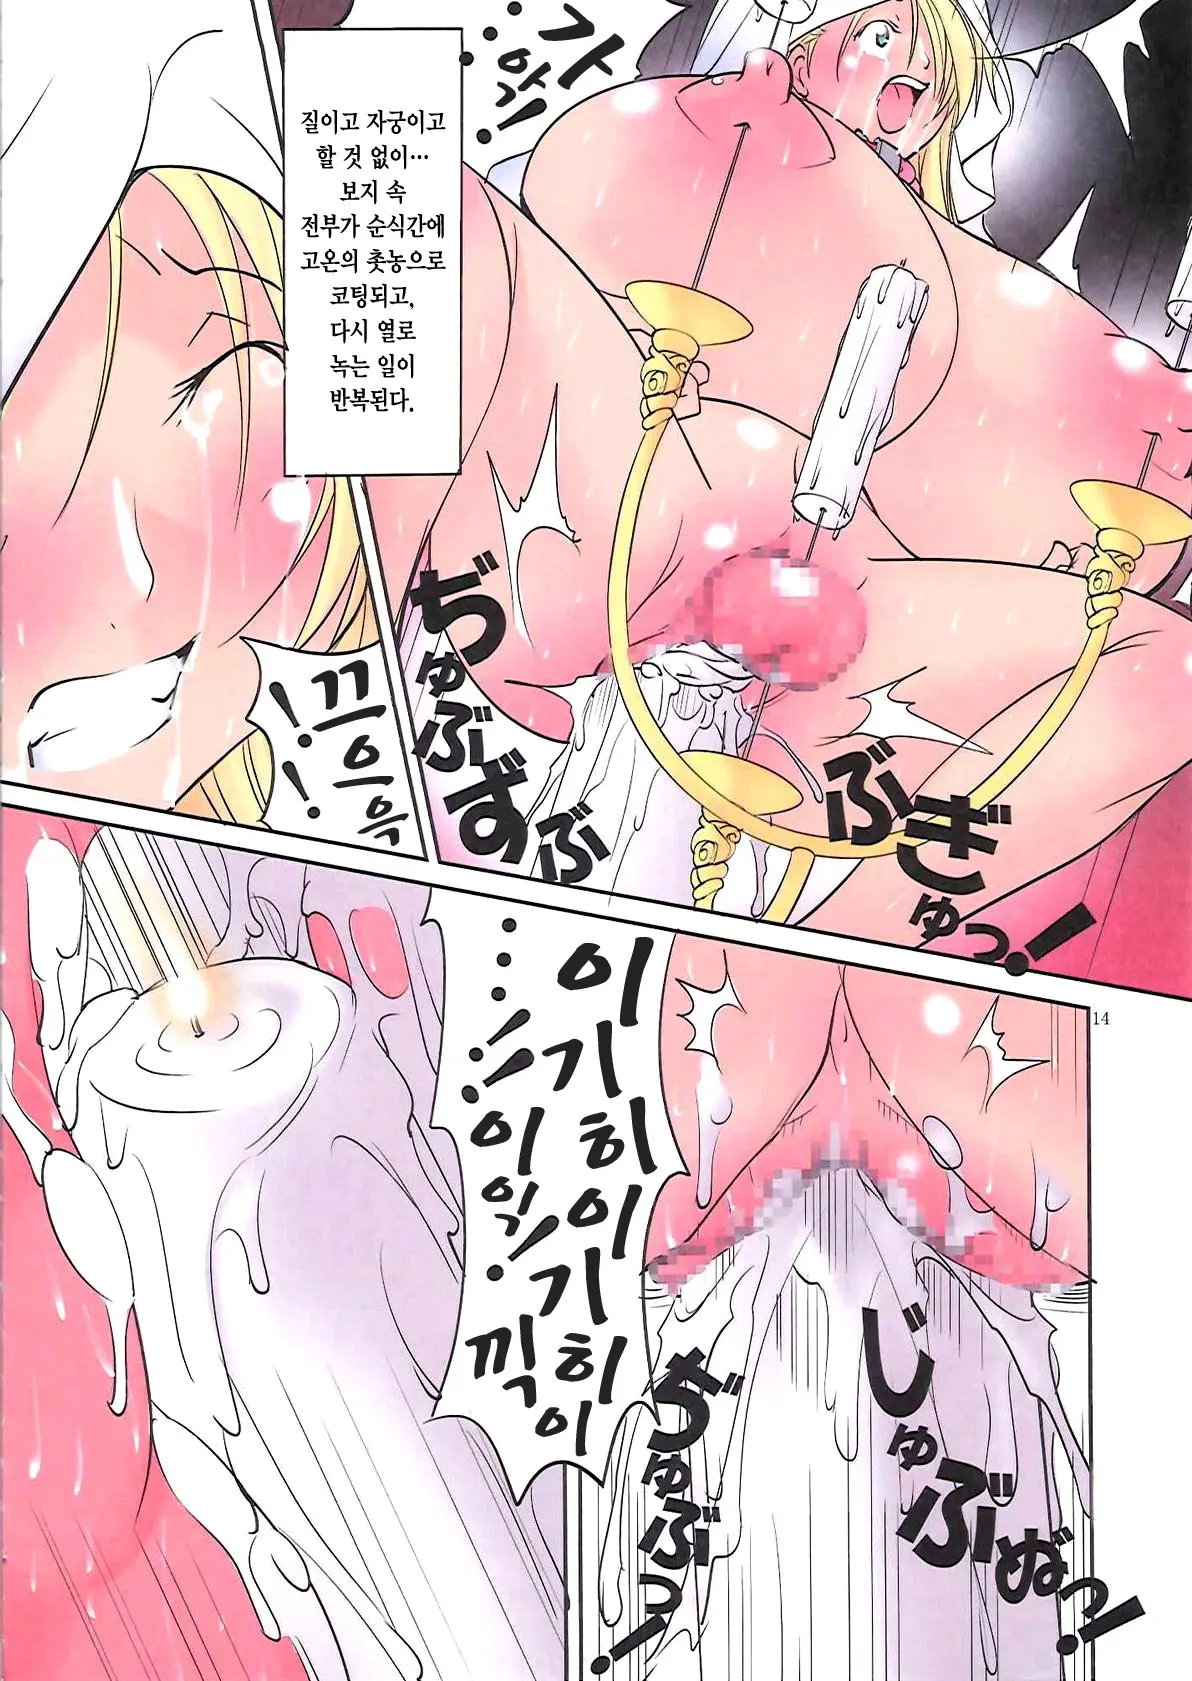 가
악!
…
질이고 자궁이고
할 것 없이…
보지 속
전부가 순식간에
고온의 촛농으로
코팅되고,
다시 열로
녹는 일이
반복된다.
ぢゅぶずぶ
ぶぎゅっ!
끄으윽
!!
14
이기히이기히이
…!…!이익!…끽
じゅぶぬっ!
ぢゅぶっ!